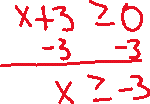 x+3 ≥ 0
-3 -3
x ≥ -3